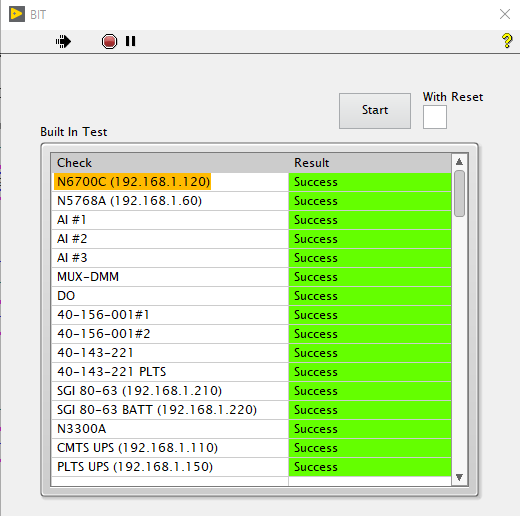 BIT
Start
With Reset
Built In Test
Check Result
N6700C (192.168.1.120) Success
N5768A (192.168.1.60) Success
AI #1 Success
AI #2 Success
AI #3 Success
MUX-DMM Success
DO Success
40-156-001#1 Success
40-156-001#2 Success
40-143-221 Success
40-143-221 PLTS Success
SGI 80-63 (192.168.1.210) Success
SGI 80-63 BATT (192.168.1.220) Success
N3300A Success
CMTS UPS (192.168.1.110) Success
PLTS UPS (192.168.1.150) Success